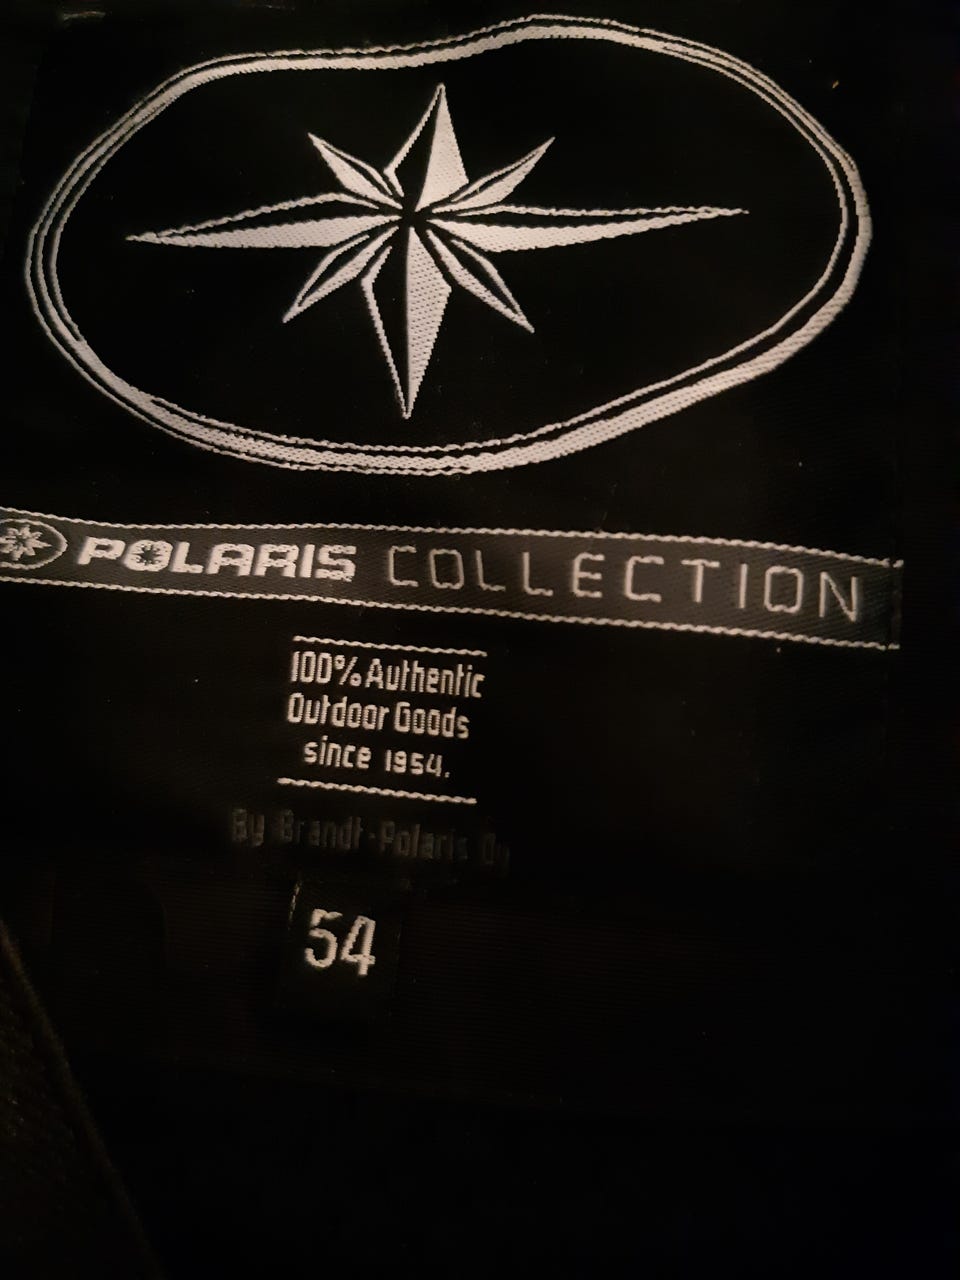 POLARIS COLLECTION
100% Authentic
Outdoor Goods
since 1954.
By Brandt-Polaris Oy
54